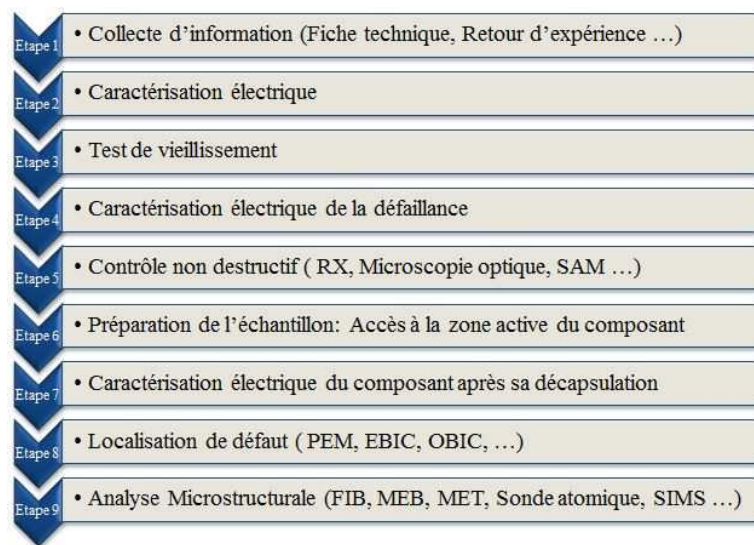 Etape 1 • Collecte d'information (Fiche technique, Retour d'expérience …)
Etape 2 • Caractérisation électrique
Etape 3 • Test de vieillissement
Etape 4 • Caractérisation électrique de la défaillance
Etape 5 • Contrôle non destructif ( RX, Microscopie optique, SAM …)
Etape 6 • Préparation de l'échantillon: Accès à la zone active du composant
Etape 7 • Caractérisation électrique du composant après sa décapsulation
Etape 8 • Localisation de défaut ( PEM, EBIC, OBIC, …)
Etape 9 • Analyse Microstructurale (FIB, MEB, MET, Sonde atomique, SIMS …)